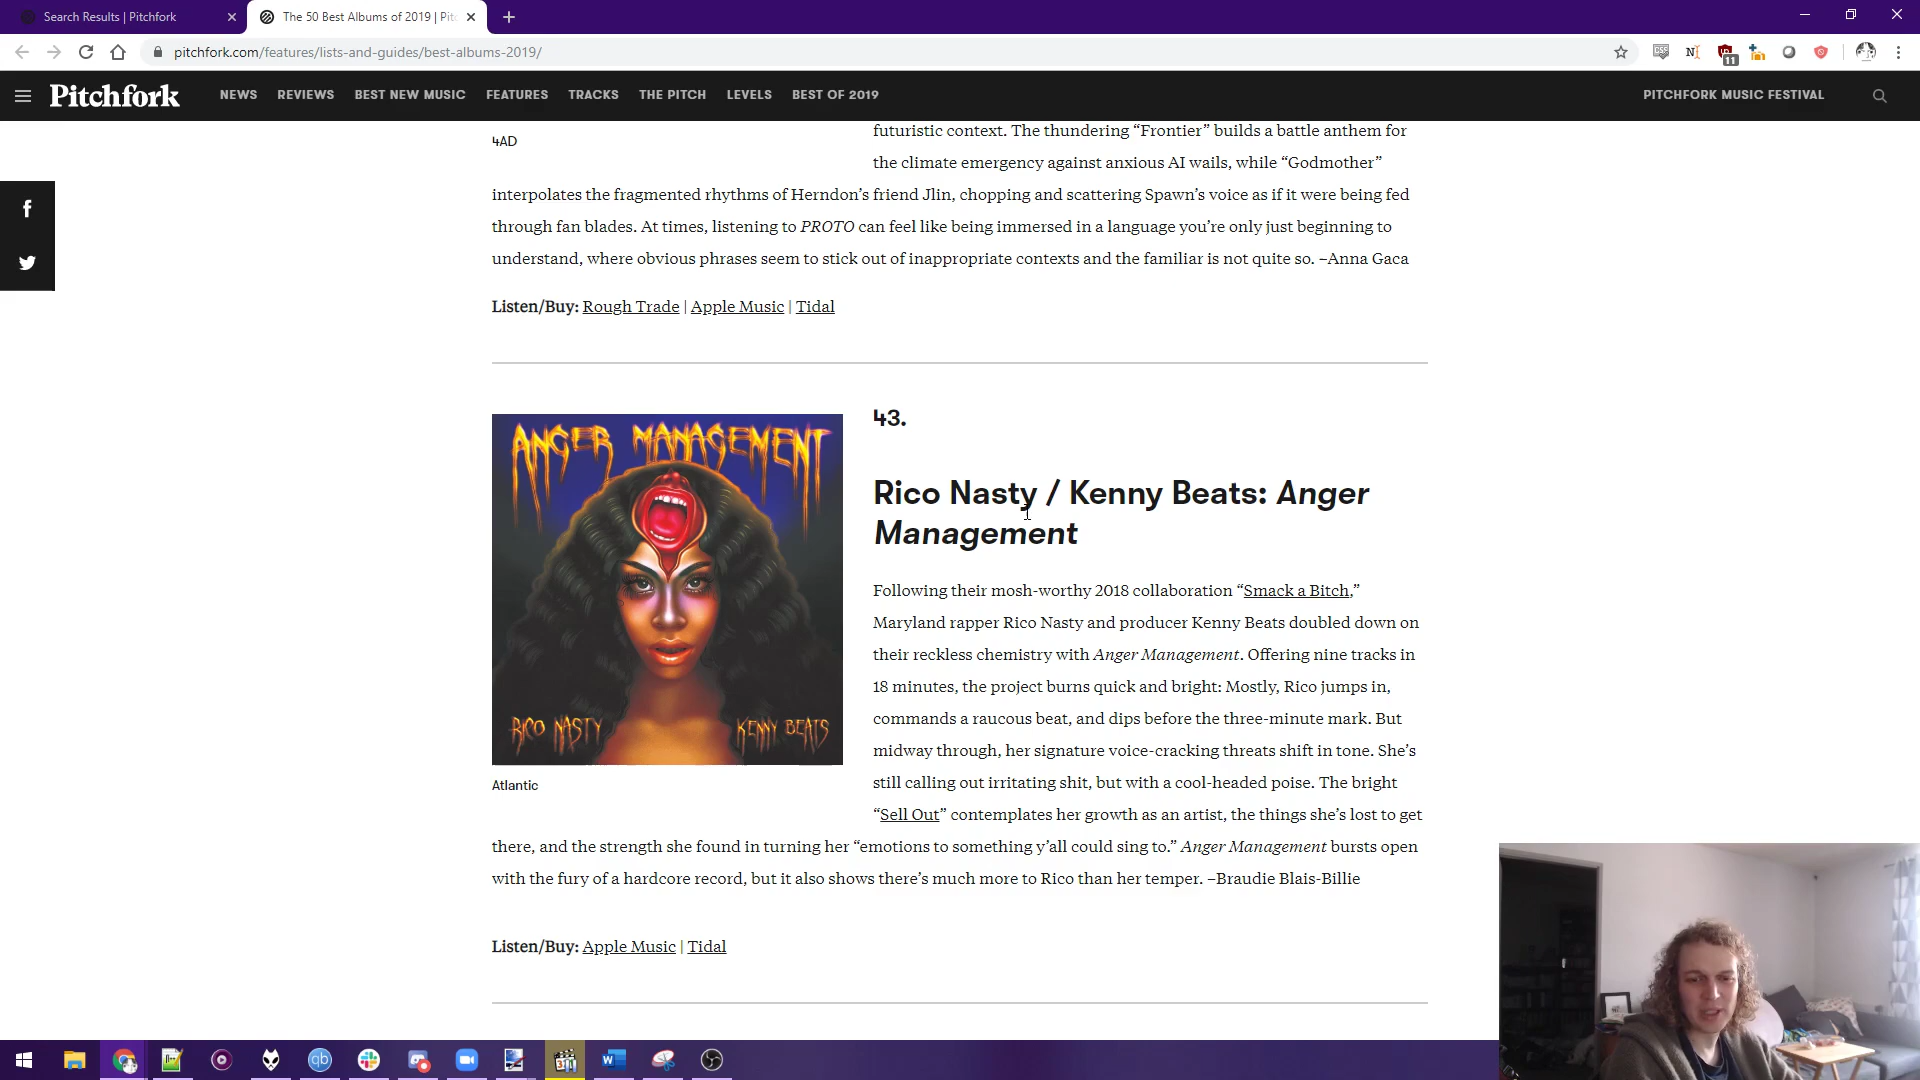 Search Results | Pitchfork
The 50 Best Albums of 2019 | Pitc
pitchfork.com/features/lists-and-guides/best-albums-2019/
11
Pitchfork
NEWS
REVIEWS
BEST NEW MUSIC
FEATURES
TRACKS
THE PITCH
LEVELS
BEST OF 2019
PITCHFORK MUSIC FESTIVAL
4AD
futuristic context. The thundering “Frontier” builds a battle anthem for
the climate emergency against anxious AI wails, while “Godmother”
interpolates the fragmented rhythms of Herndon’s friend Jlin, chopping and scattering Spawn’s voice as if it were being fed
through fan blades. At times, listening to PROTO can feel like being immersed in a language you’re only just beginning to
understand, where obvious phrases seem to stick out of inappropriate contexts and the familiar is not quite so. –Anna Gaca
Listen/Buy: Rough Trade | Apple Music | Tidal
ANGER MANAGEMENT
RICO NASTY
KENNY BEATS
Atlantic
43.
Rico Nasty / Kenny Beats: Anger
Management
Following their mosh-worthy 2018 collaboration “Smack a Bitch,”
Maryland rapper Rico Nasty and producer Kenny Beats doubled down on
their reckless chemistry with Anger Management. Offering nine tracks in
18 minutes, the project burns quick and bright: Mostly, Rico jumps in,
commands a raucous beat, and dips before the three-minute mark. But
midway through, her signature voice-cracking threats shift in tone. She’s
still calling out irritating shit, but with a cool-headed poise. The bright
“Sell Out” contemplates her growth as an artist, the things she’s lost to get
there, and the strength she found in turning her “emotions to something y’all could sing to.” Anger Management bursts open
with the fury of a hardcore record, but it also shows there’s much more to Rico than her temper. –Braudie Blais-Billie
Listen/Buy: Apple Music | Tidal